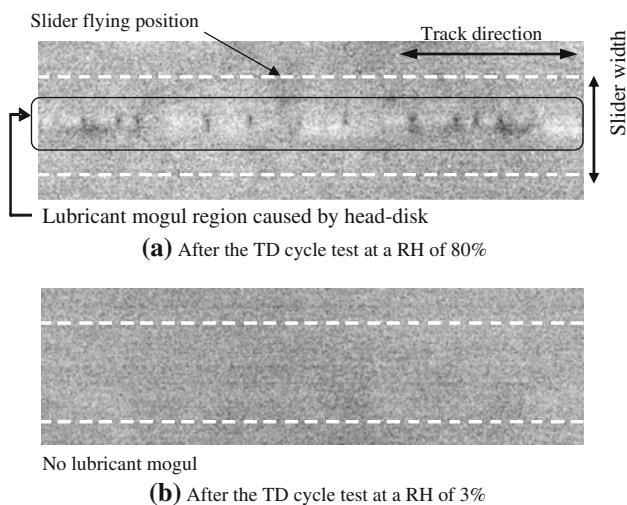 Slider flying position
Track direction
Slider width
Lubricant mogul region caused by head-disk
(a) After the TD cycle test at a RH of 80%
No lubricant mogul
(b) After the TD cycle test at a RH of 3%